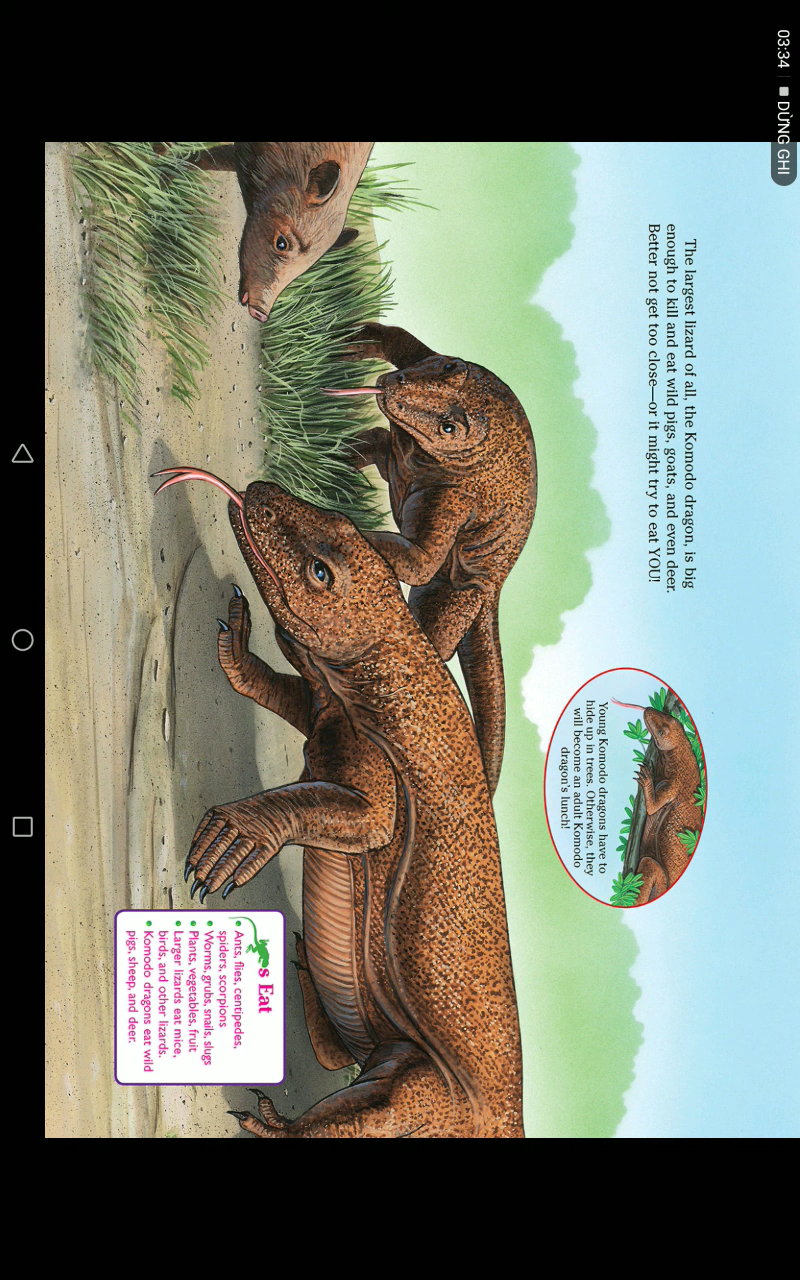 03:34 DỪNG GHI
The largest lizard of all, the Komodo dragon, is big
enough to kill and eat wild pigs, goats, and even deer.
Better not get too close—or it might try to eat YOU!
Young Komodo dragons have to
hide up in trees. Otherwise, they
will become an adult Komodo
dragon's lunch!
s Eat
• Ants, flies, centipedes,
spiders, scorpions
• Worms, grubs, snails, slugs
• Plants, vegetables, fruit
• Larger lizards eat mice,
birds, and other lizards.
• Komodo dragons eat wild
pigs, sheep, and deer.